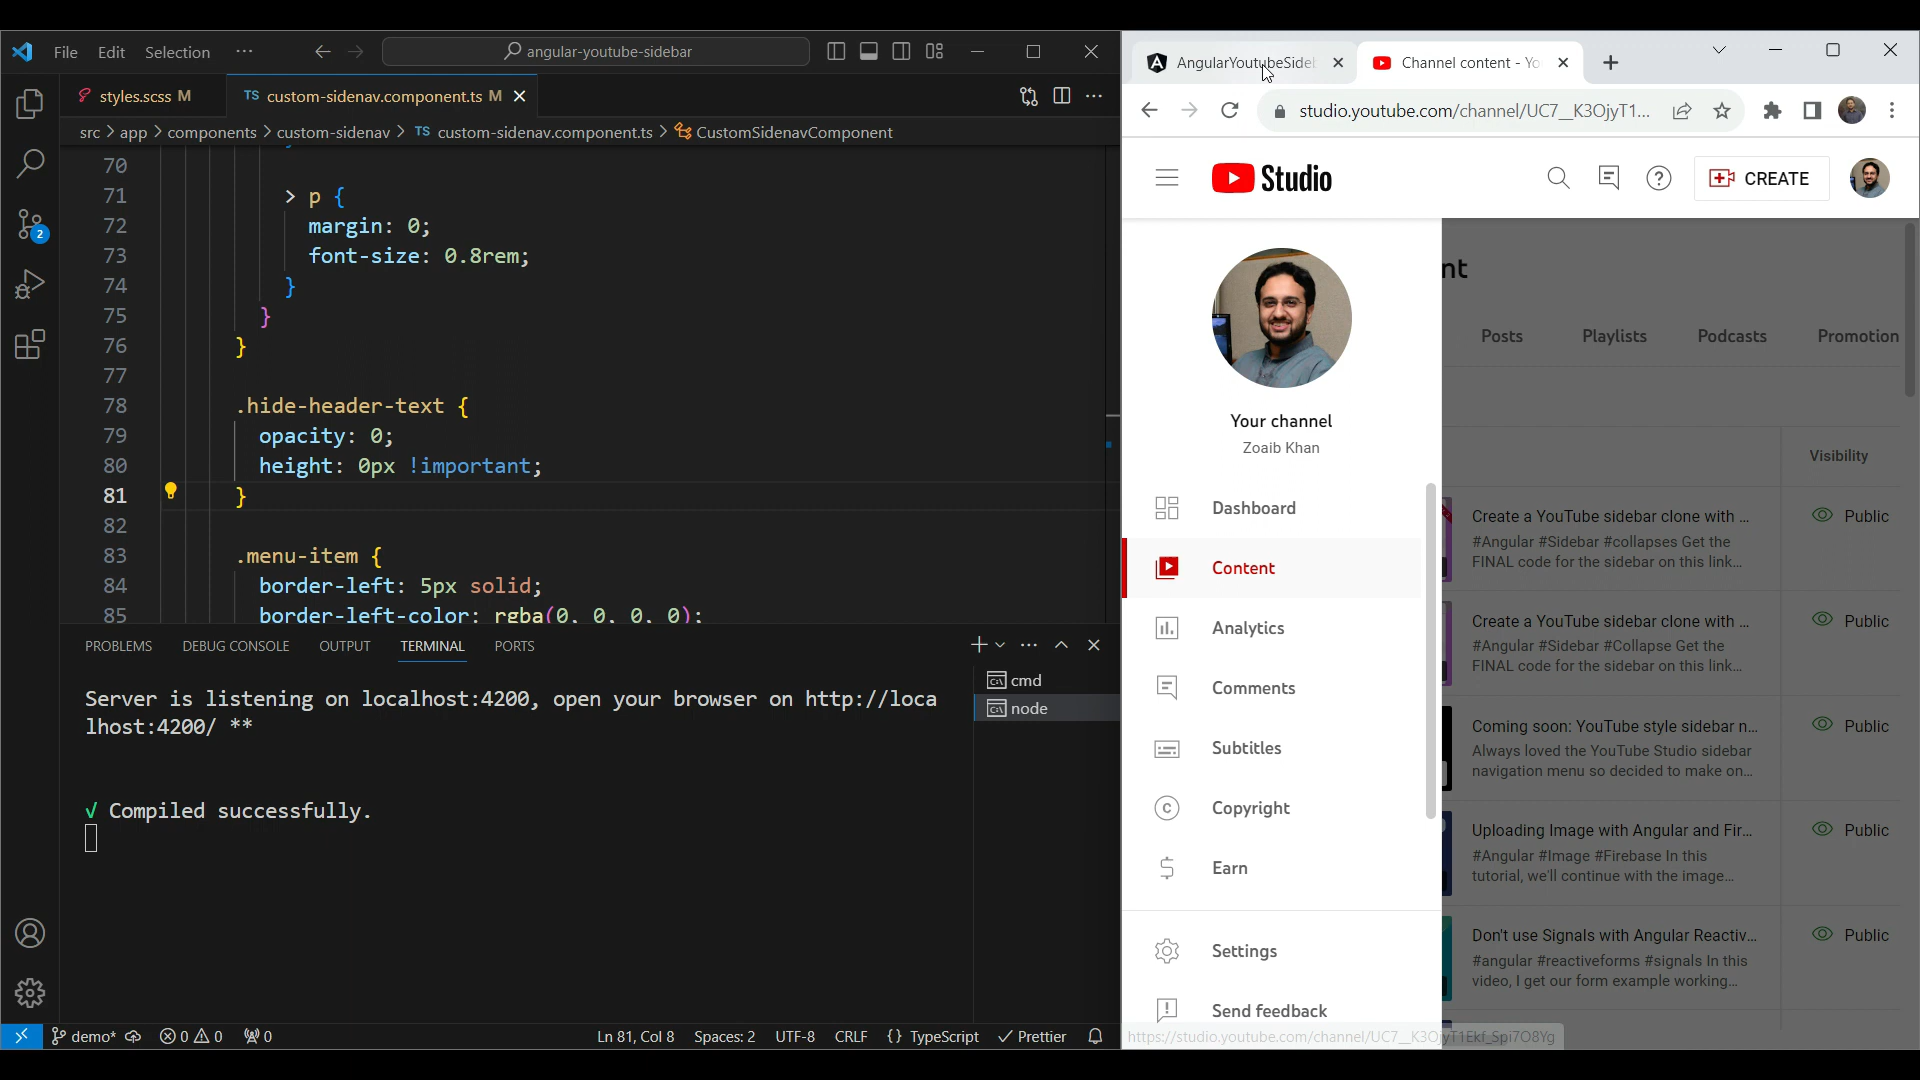 File Edit Selection ··· angular-youtube-sidebar
styles.scss M TS custom-sidenav.component.ts M
src > app > components > custom-sidenav > TS custom-sidenav.component.ts > CustomSidenavComponent
70
71 > p {
72 margin: 0;
73 font-size: 0.8rem;
74 }
75 }
76 }
77
78 .hide-header-text {
79 opacity: 0;
80 height: 0px !important;
81 }
82
83 .menu-item {
84 border-left: 5px solid;
85 border-left-color: rgba(0, 0, 0, 0);
PROBLEMS DEBUG CONSOLE OUTPUT TERMINAL PORTS
Server is listening on localhost:4200, open your browser on http://loca
lhost:4200/ **
√ Compiled successfully.
cmd
node
demo* 0 0 0 Ln 81, Col 8 Spaces: 2 UTF-8 CRLF {} TypeScript Prettier
2
AngularYoutubeSide Channel content - Yo
studio.youtube.com/channel/UC7__K3OjyT1...
Studio
CREATE
nt
Your channel
Zoaib Khan
Dashboard
Content
Analytics
Comments
Subtitles
Copyright
Earn
Settings
Send feedback
Posts Playlists Podcasts Promotion
Visibility
Create a YouTube sidebar clone with ... Public
#Angular #Sidebar #collapses Get the
FINAL code for the sidebar on this link...
Create a YouTube sidebar clone with ... Public
#Angular #Sidebar #Collapse Get the
FINAL code for the sidebar on this link...
Coming soon: YouTube style sidebar n... Public
Always loved the YouTube Studio sidebar
navigation menu so decided to make on...
Uploading Image with Angular and Fir... Public
#Angular #Image #Firebase In this
tutorial, we'll continue with the image...
Don't use Signals with Angular Reactiv... Public
#angular #reactiveforms #signals In this
video, I get our form example working...
https://studio.youtube.com/channel/UC7__K3OjyT1Ekf_Spi7O8Yg